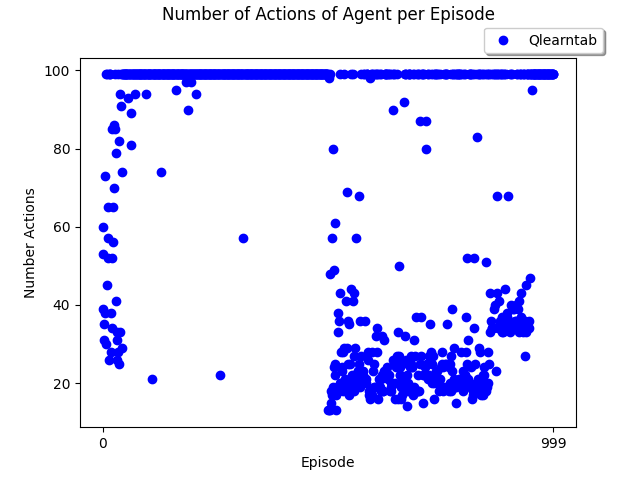 Number of Actions of Agent per Episode
Qlearntab
100
80
60
40
20
Number Actions
0
999
Episode